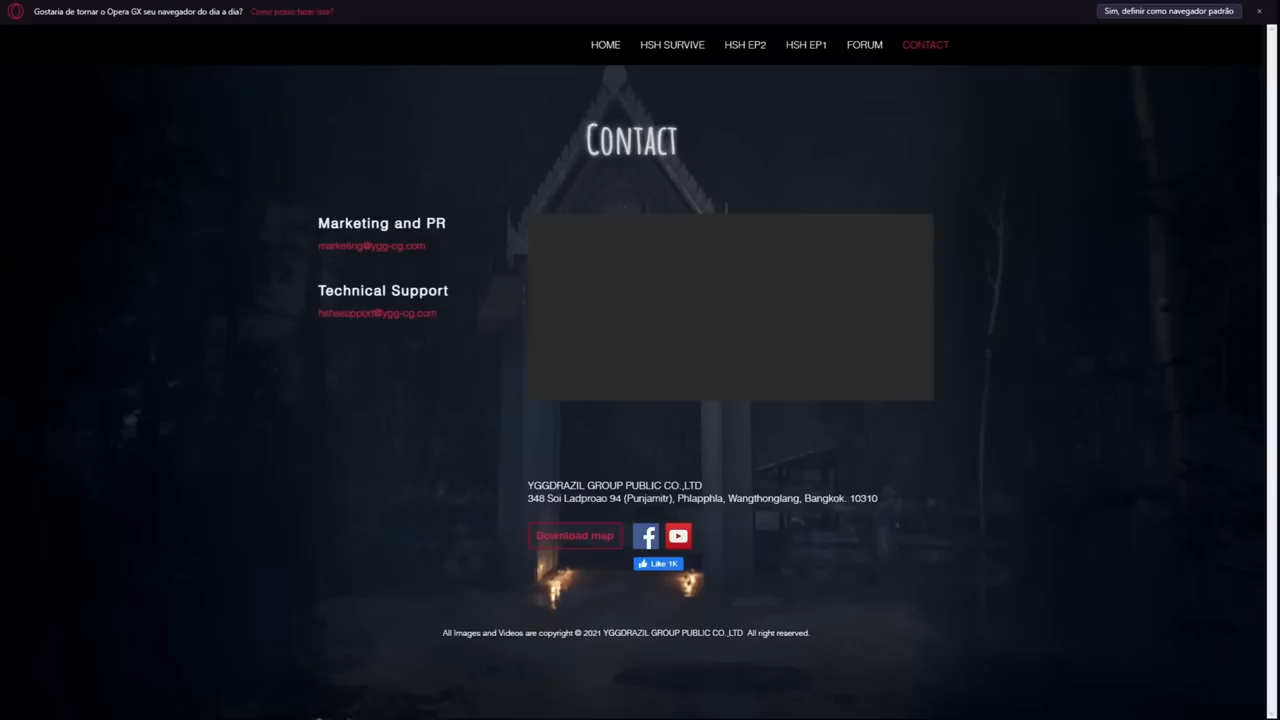 Gostaria de tornar o Opera GX seu navegador do dia a dia? Como posso fazer isso? Sim, definir como navegador padrão
HOME HSH SURVIVE HSH EP2 HSH EP1 FORUM CONTACT
Contact
Marketing and PR
marketing@ygg-cg.com
Technical Support
hshssupport@ygg-cg.com
YGGDRAZIL GROUP PUBLIC CO.,LTD
348 Soi Ladproao 94 (Punjamitr), Phlapphla, Wangthonglang, Bangkok. 10310
Download map
Like 1K
All Images and Videos are copyright © 2021 YGGDRAZIL GROUP PUBLIC CO.,LTD All right reserved.